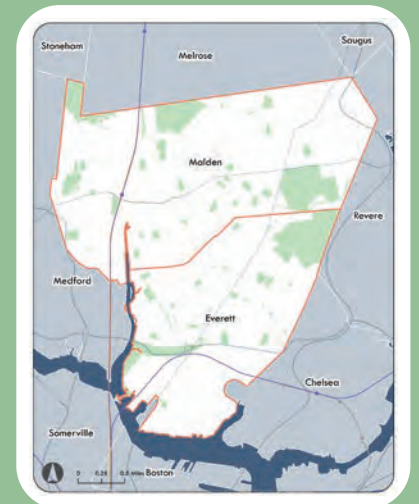 Stoneham
Saugus
Melrose
Malden
Revere
Medford
Everett
Chelsea
Somerville
0 0.25 0.5 Miles
Boston